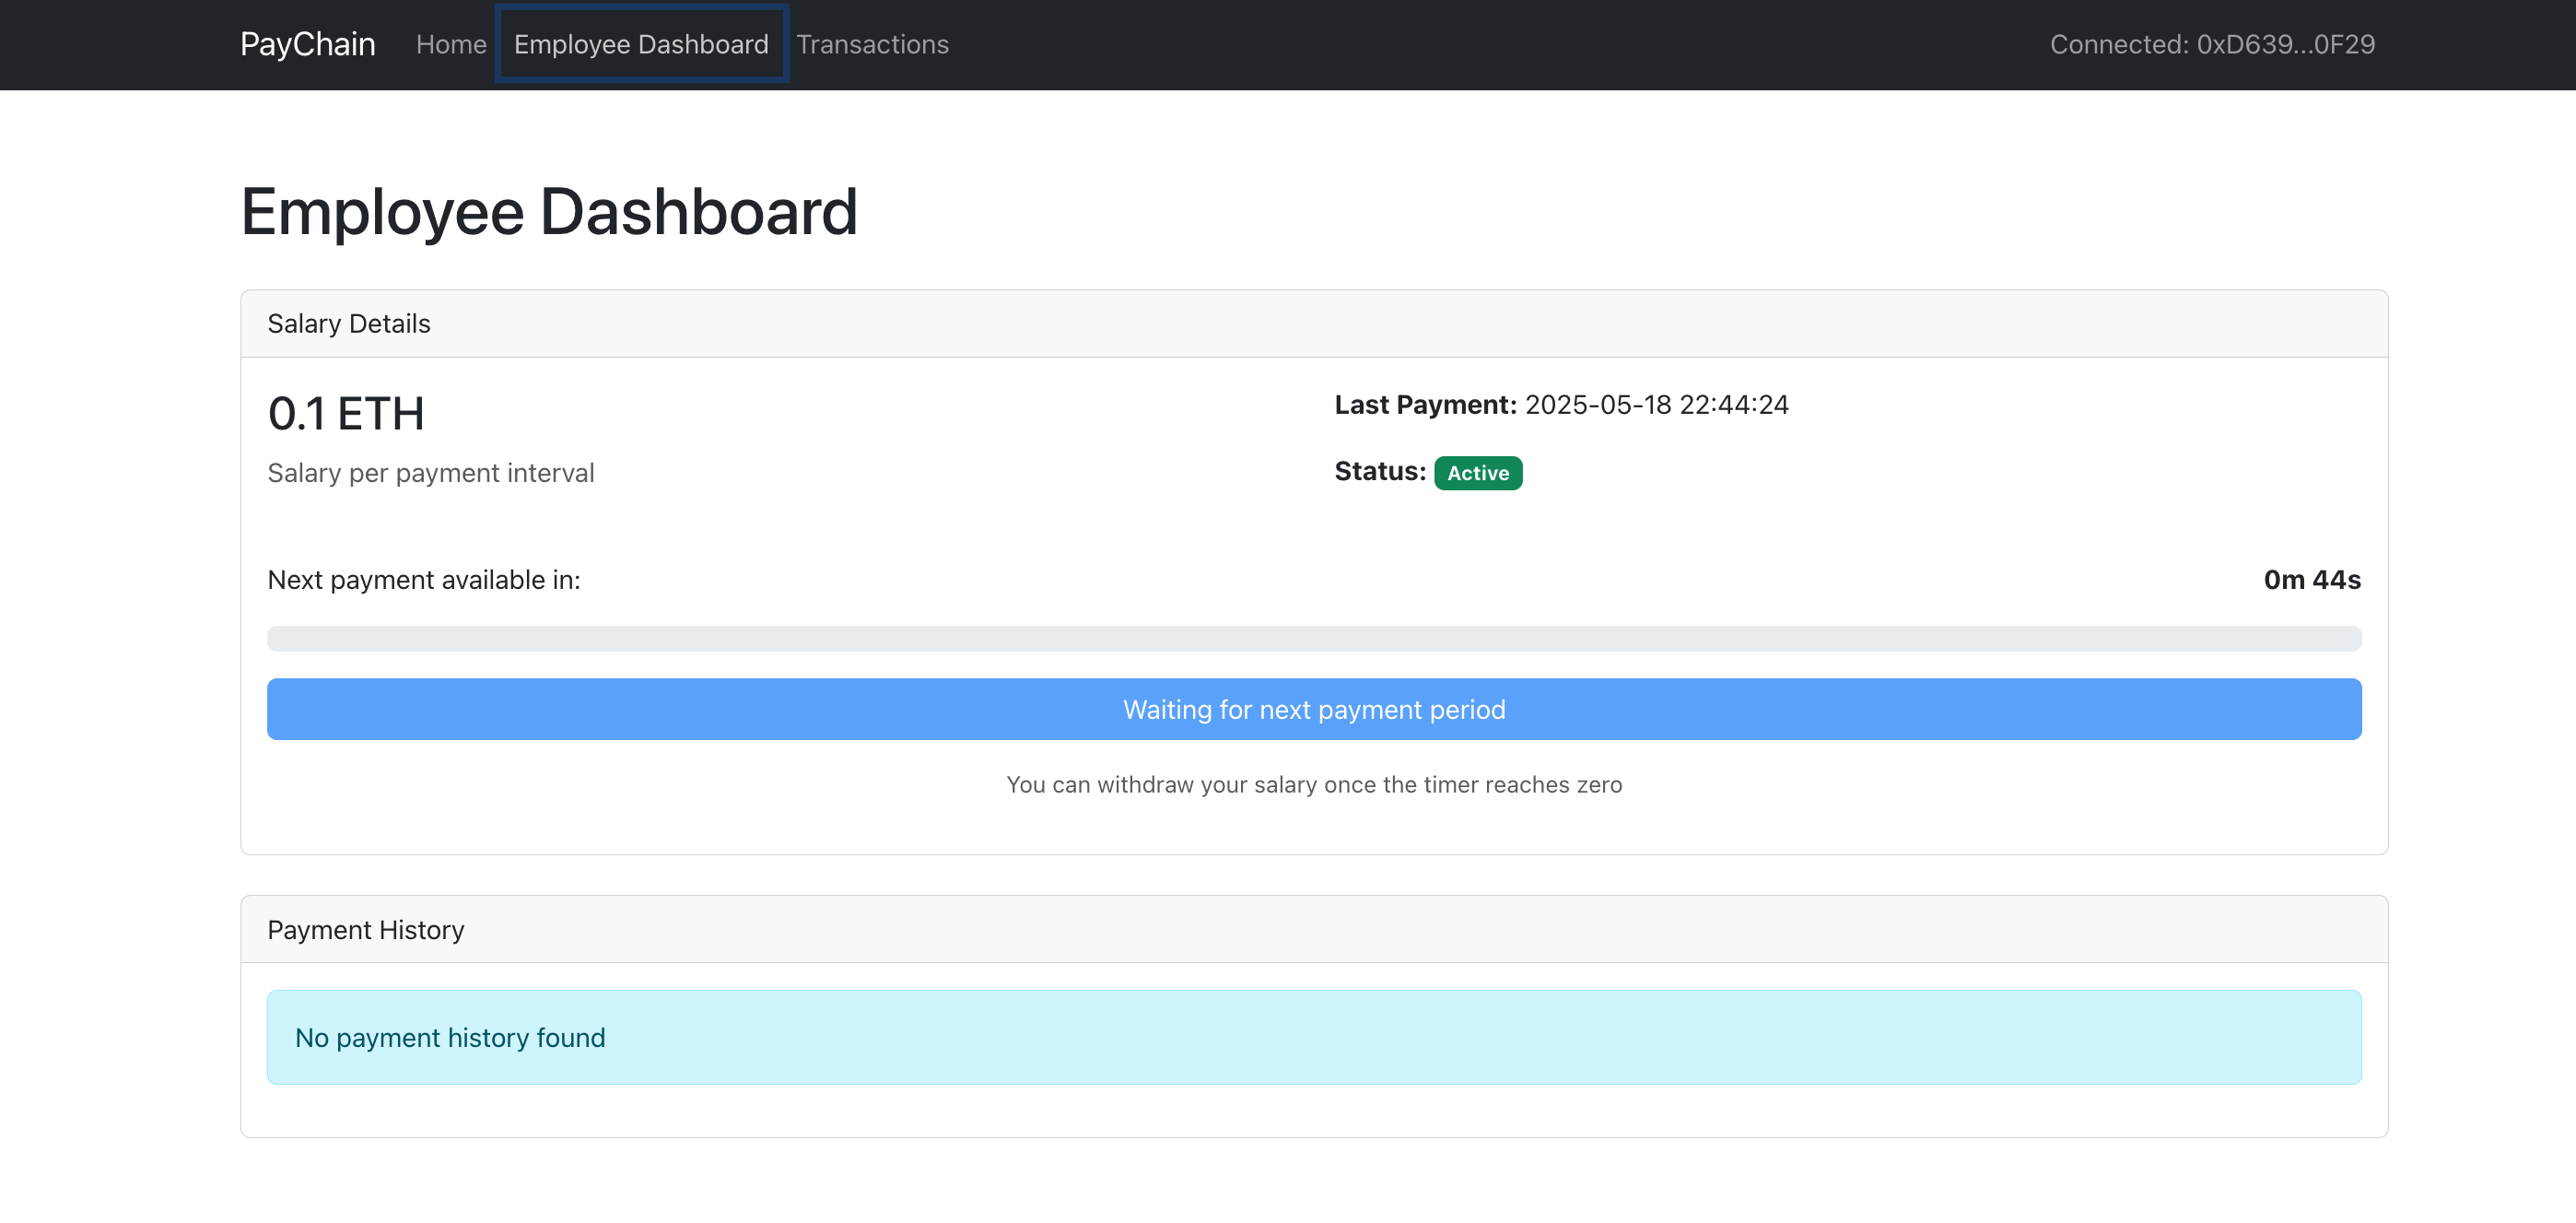 PayChain Home Employee Dashboard Transactions Connected: 0xD639...0F29
Employee Dashboard
Salary Details
0.1 ETH
Salary per payment interval
Last Payment: 2025-05-18 22:44:24
Status: Active
Next payment available in: 0m 44s
Waiting for next payment period
You can withdraw your salary once the timer reaches zero
Payment History
No payment history found